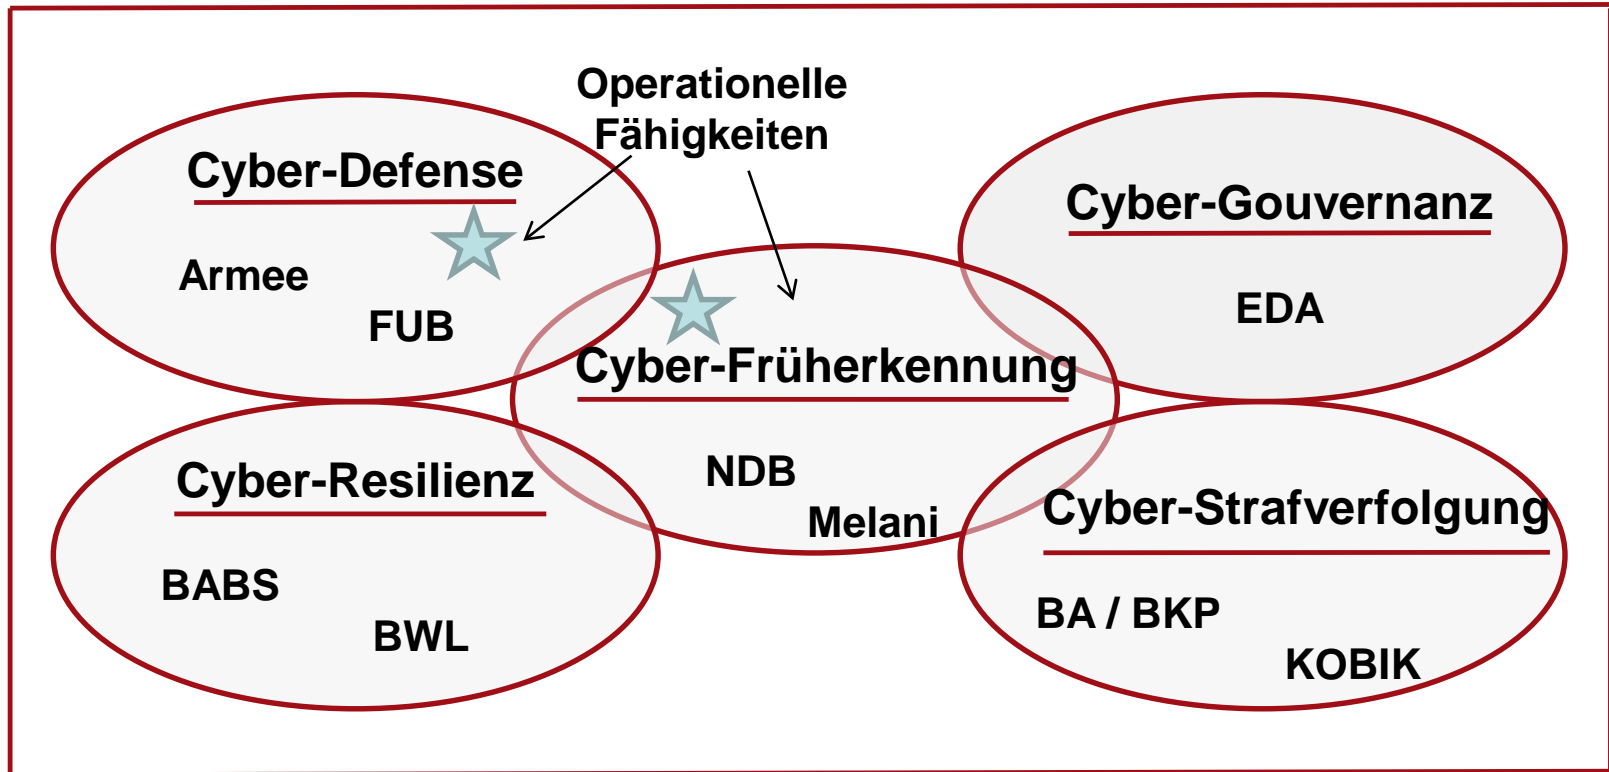 Operationelle
Fähigkeiten
Cyber-Defense
Armee
FUB
Cyber-Gouvernanz
EDA
Cyber-Früherkennung
NDB
Melani
Cyber-Resilienz
BABS
BWL
Cyber-Strafverfolgung
BA / BKP
KOBIK